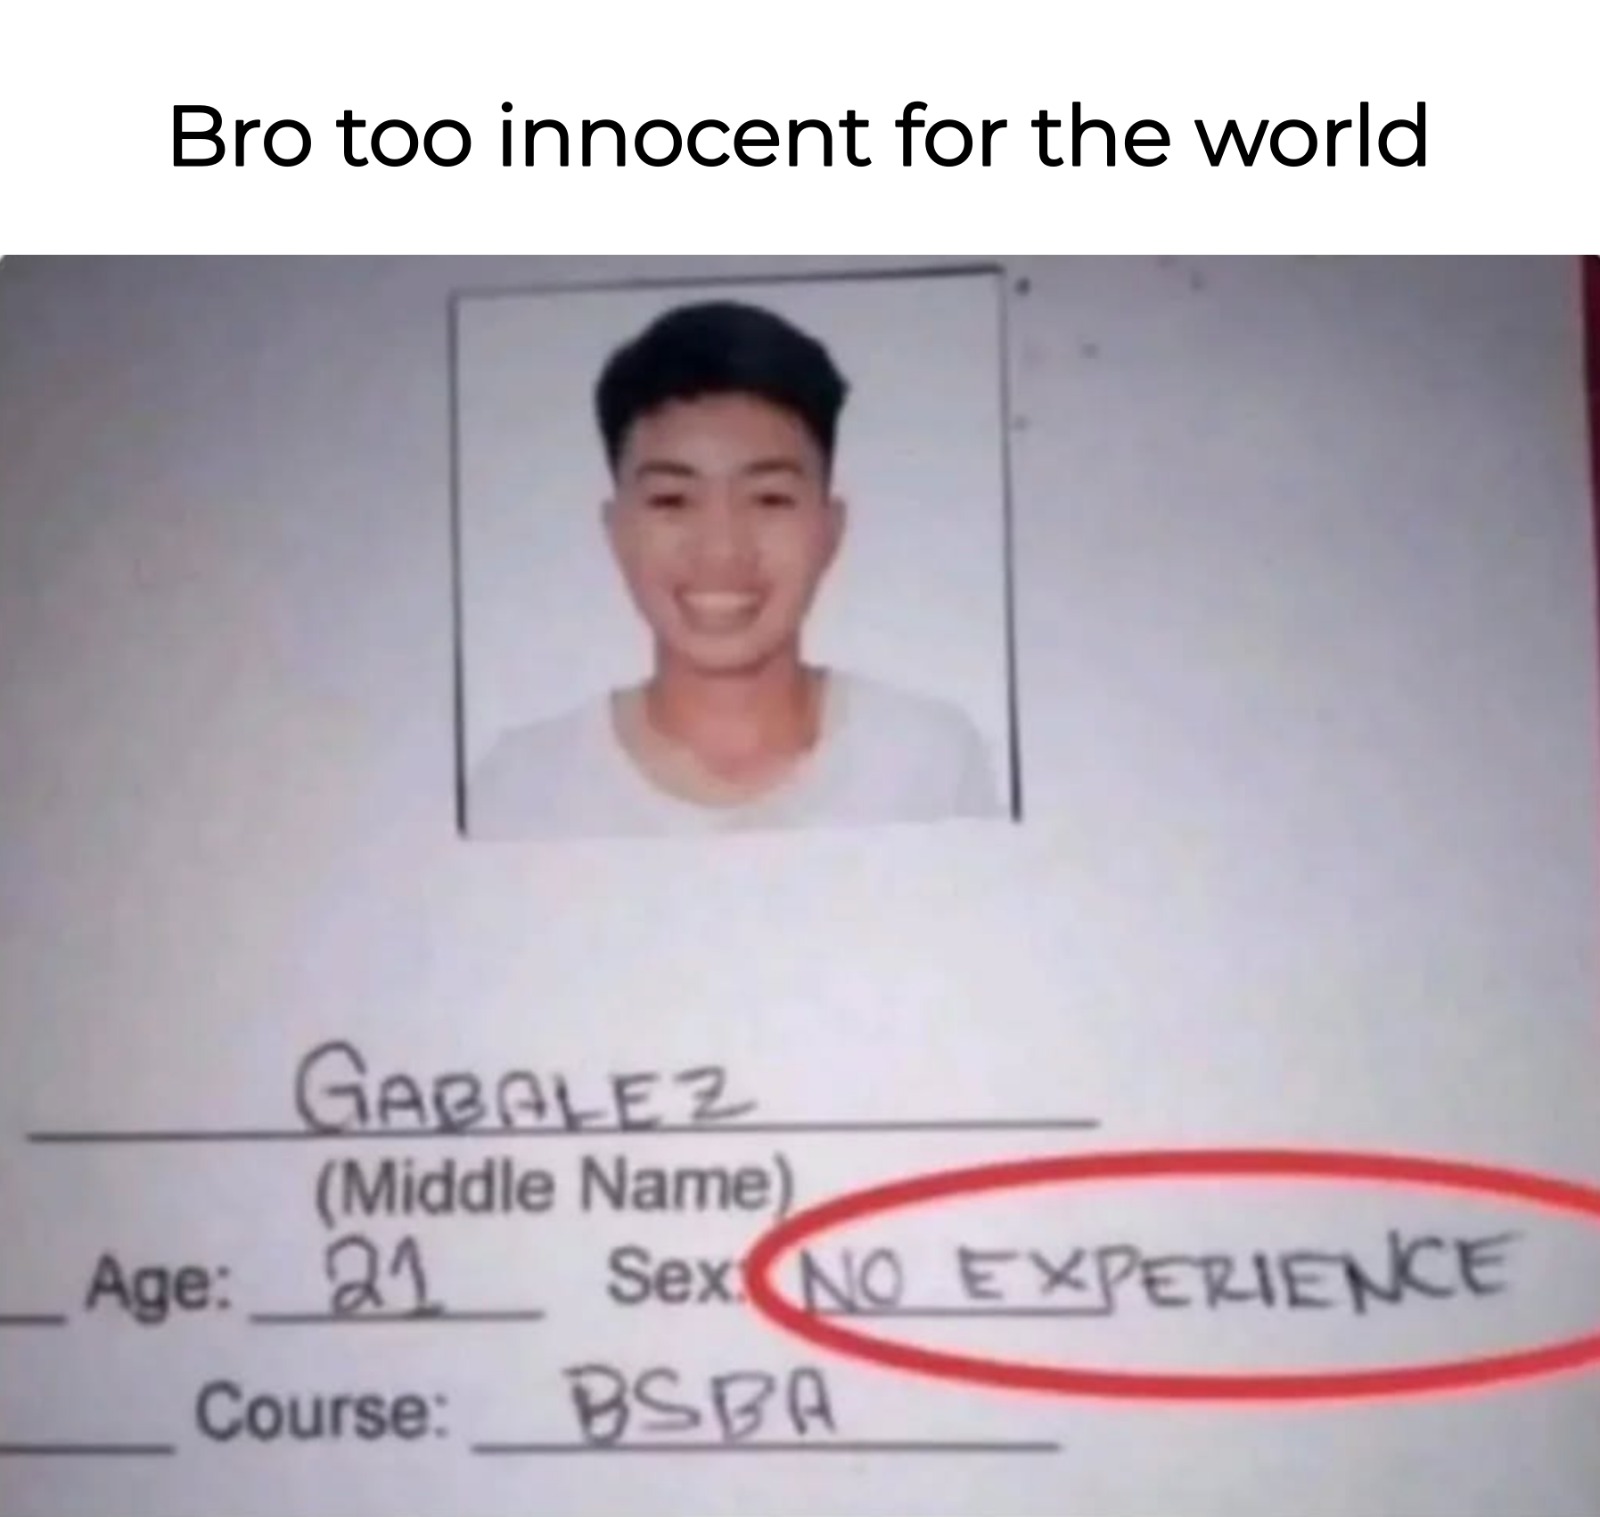 Bro too innocent for the world
GABALEZ
(Middle Name)
Age: 21 Sex: NO EXPERIENCE
Course: BSBA